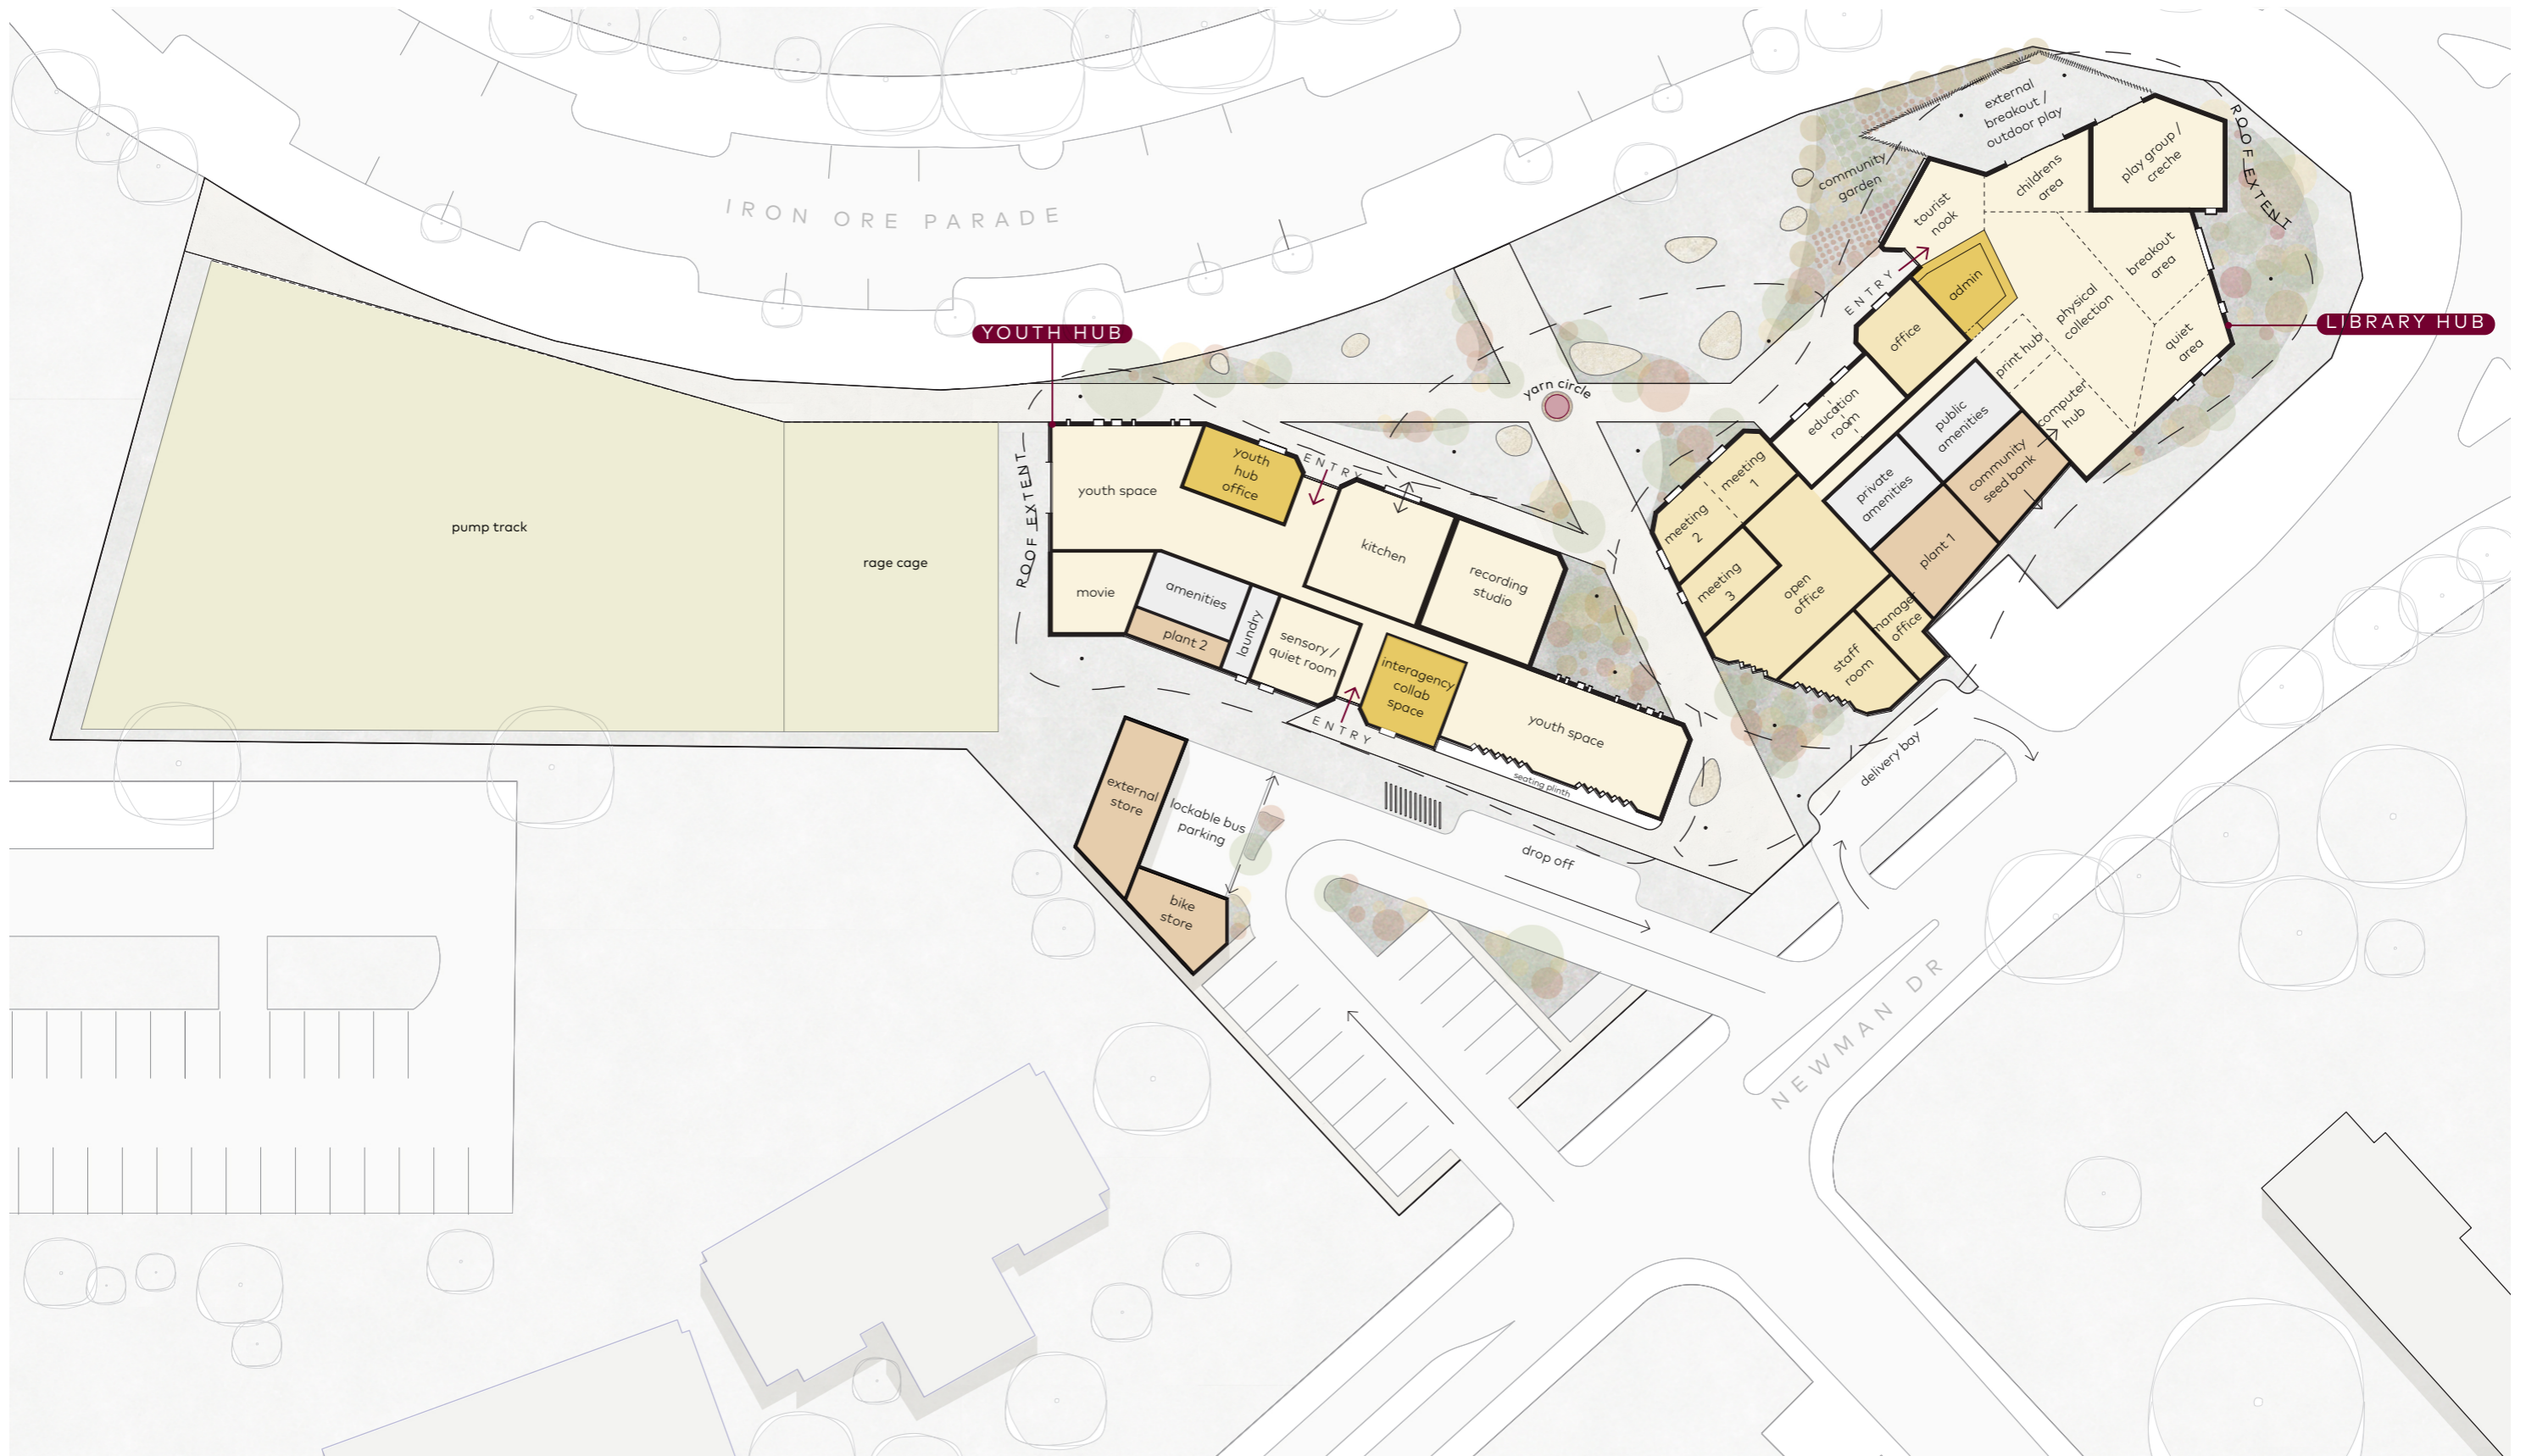 IRON ORE PARADE
YOUTH HUB
LIBRARY HUB
pump track
rage cage
ROOF EXTENT
youth space
youth
hub
office
ENTRY
kitchen
recording
studio
movie
amenities
plant 2
laundry
sensory /
quiet room
interagency
collab
space
ENTRY
youth space
seating plinth
external
store
lockable bus
parking
bike
store
drop off
yarn circle
external
breakout /
outdoor play
community
garden
tourist
nook
childrens
area
play group /
creche
ROOF EXTENT
ENTRY
admin
office
breakout
area
physical
collection
quiet
area
print hub
computer
hub
education
room
public
amenities
private
amenities
community
seed bank
plant 1
meeting
1
meeting
2
meeting
3
open
office
manager
office
staff
room
delivery bay
NEWMAN DR